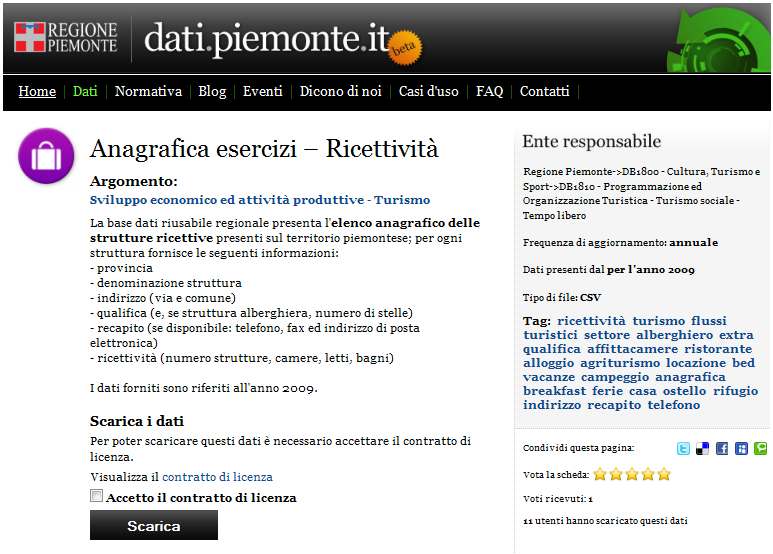 REGIONE
PIEMONTE
dati.piemonte.it
beta
Home | Dati | Normativa | Blog | Eventi | Dicono di noi | Casi d'uso | FAQ | Contatti |
Anagrafica esercizi – Ricettività
Argomento:
Sviluppo economico ed attività produttive - Turismo
La base dati riusabile regionale presenta l'elenco anagrafico delle
strutture ricettive presenti sul territorio piemontese; per ogni
struttura fornisce le seguenti informazioni:
- provincia
- denominazione struttura
- indirizzo (via e comune)
- qualifica (e, se struttura alberghiera, numero di stelle)
- recapito (se disponibile: telefono, fax ed indirizzo di posta
elettronica)
- ricettività (numero strutture, camere, letti, bagni)
I dati forniti sono riferiti all'anno 2009.
Scarica i dati
Per poter scaricare questi dati è necessario accettare il contratto di
licenza.
Visualizza il contratto di licenza
Accetto il contratto di licenza
Scarica
Ente responsabile
Regione Piemonte->DB1800 - Cultura, Turismo e
Sport->DB1810 - Programmazione ed
Organizzazione Turistica - Turismo sociale -
Tempo libero
Frequenza di aggiornamento: annuale
Dati presenti dal per l'anno 2009
Tipo di file: CSV
Tag: ricettività turismo flussi
turistici settore alberghiero extra
qualifica affittacamere ristorante
alloggio agriturismo locazione bed
vacanze campeggio anagrafica
breakfast ferie casa ostello rifugio
indirizzo recapito telefono
Condividi questa pagina:
Vota la scheda:
Voti ricevuti: 1
11 utenti hanno scaricato questi dati